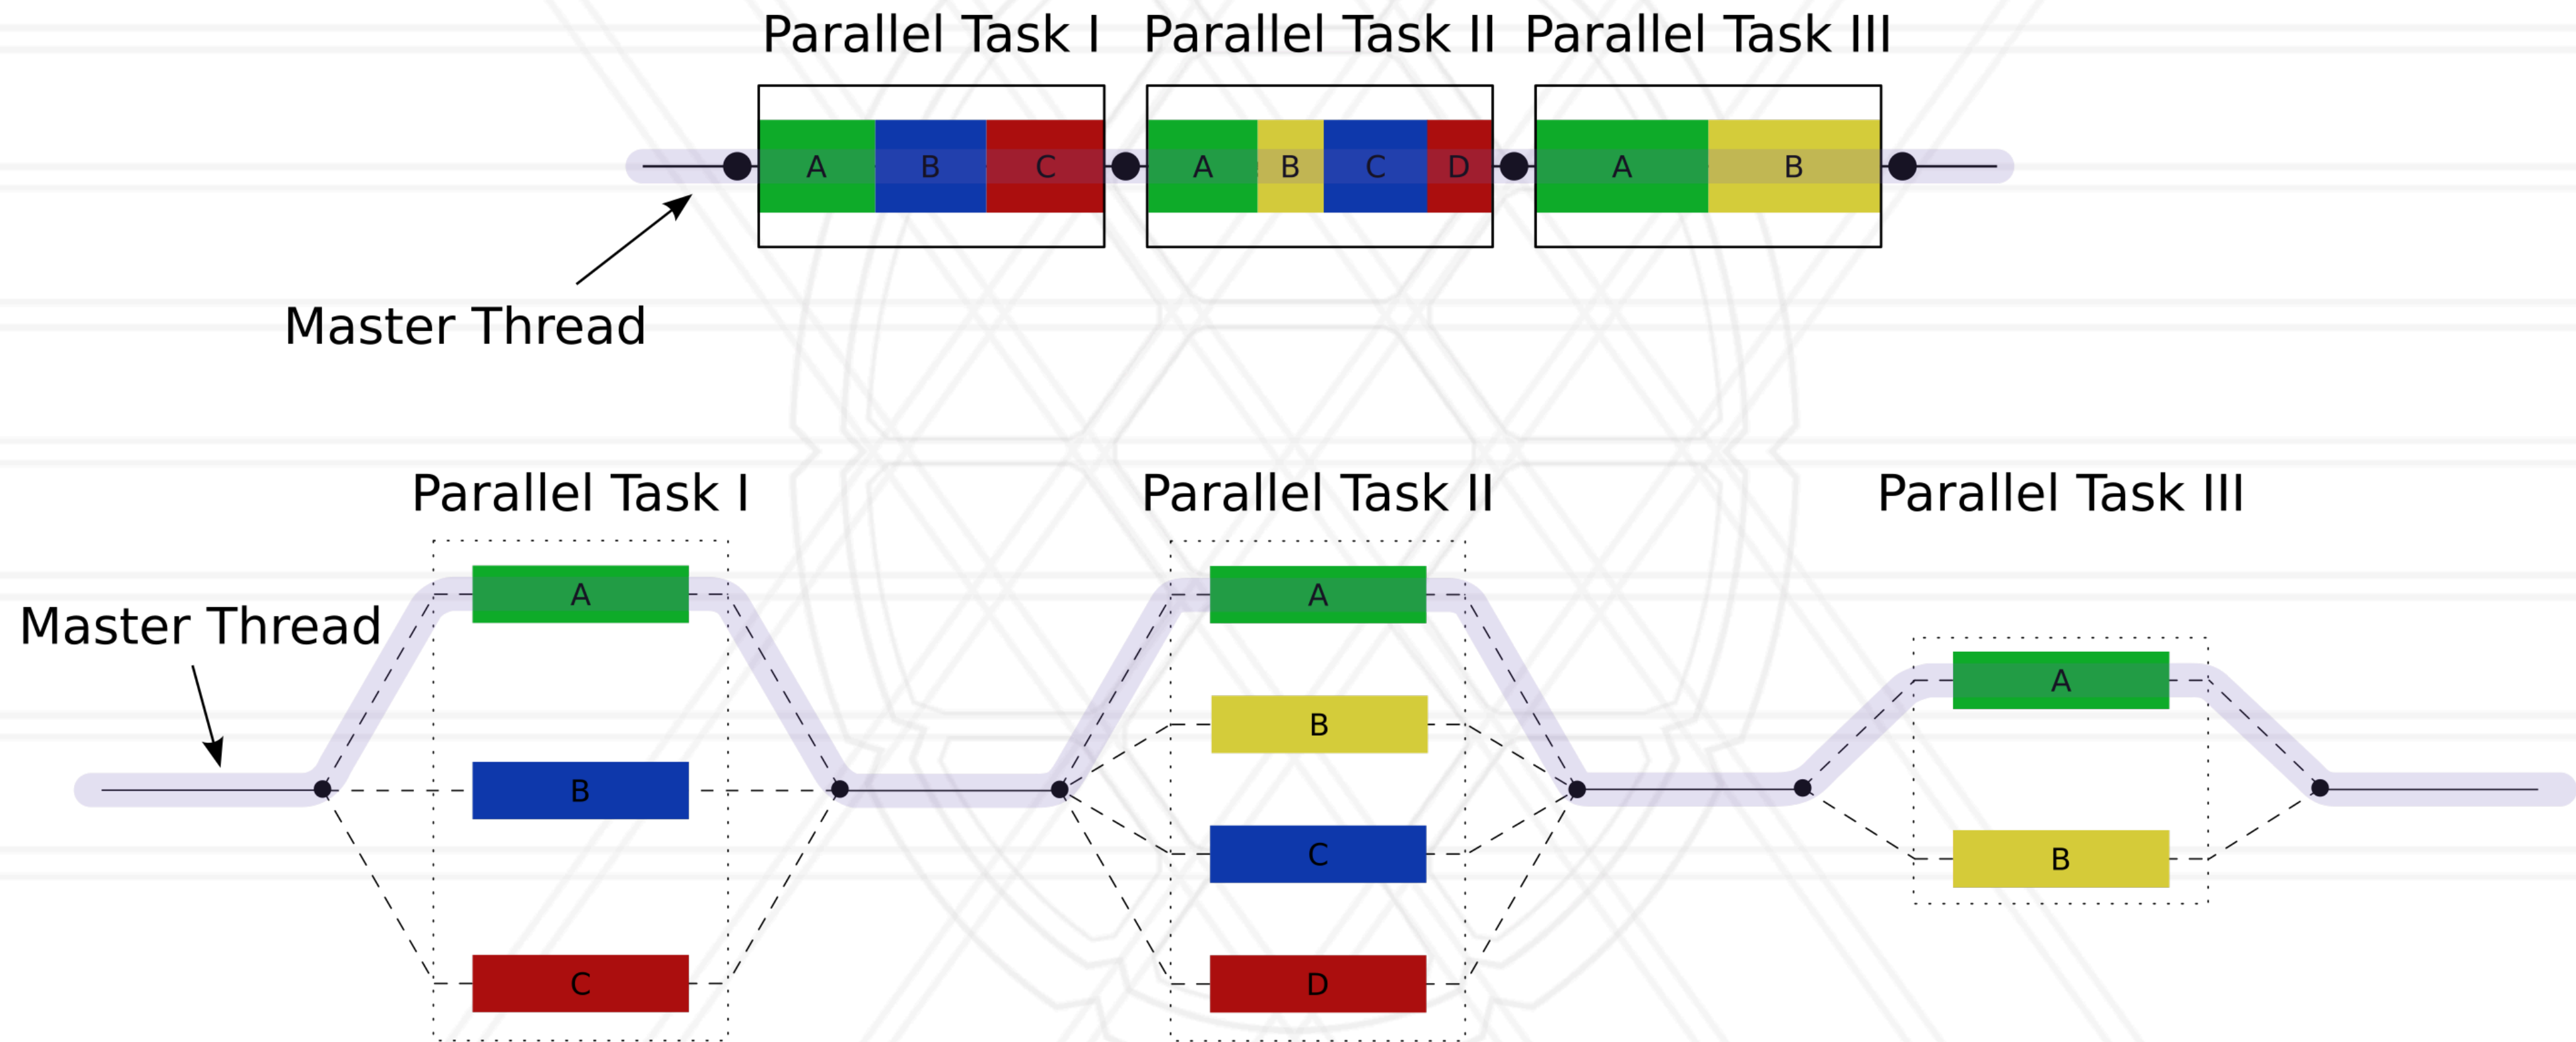 Parallel Task I
Parallel Task II
Parallel Task III
A
B
C
A
B
C
D
A
B
Master Thread
Parallel Task I
Parallel Task II
Parallel Task III
Master Thread
A
B
C
A
B
C
D
A
B